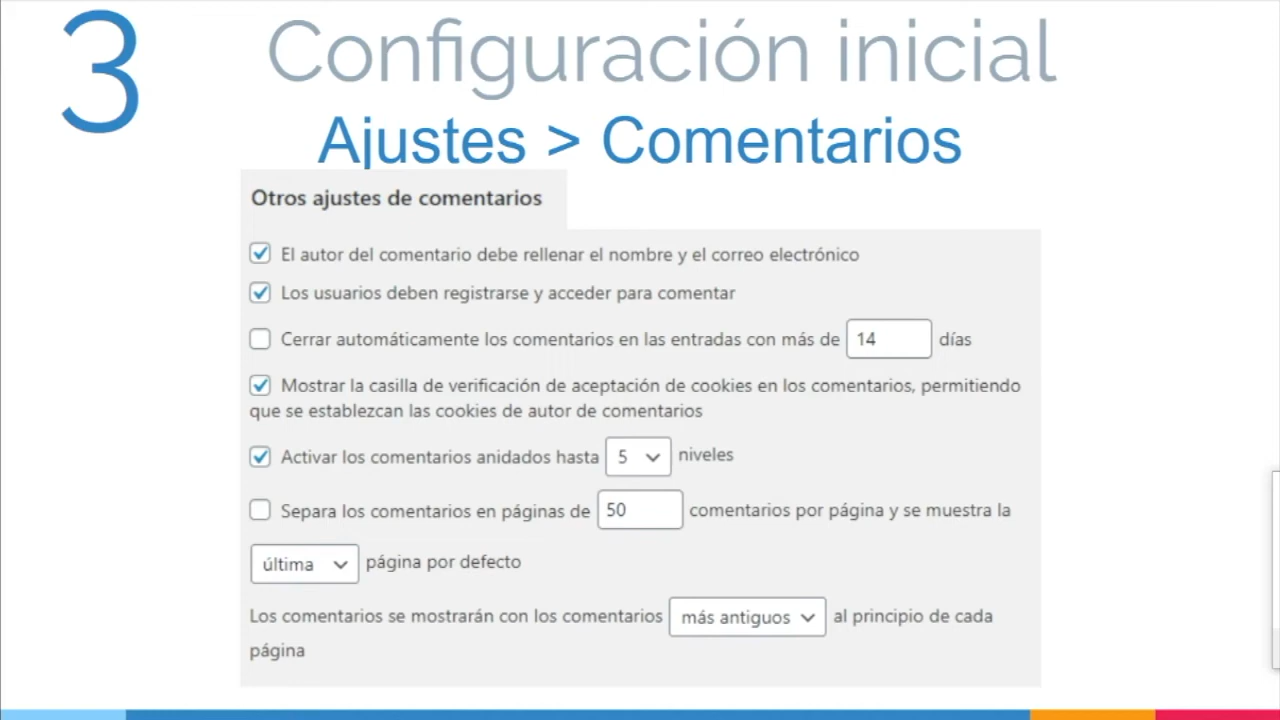 3
Configuración inicial
Ajustes > Comentarios
Otros ajustes de comentarios
El autor del comentario debe rellenar el nombre y el correo electrónico
Los usuarios deben registrarse y acceder para comentar
Cerrar automáticamente los comentarios en las entradas con más de 14 días
Mostrar la casilla de verificación de aceptación de cookies en los comentarios, permitiendo
que se establezcan las cookies de autor de comentarios
Activar los comentarios anidados hasta 5 niveles
Separa los comentarios en páginas de 50 comentarios por página y se muestra la
última página por defecto
Los comentarios se mostrarán con los comentarios más antiguos al principio de cada
página